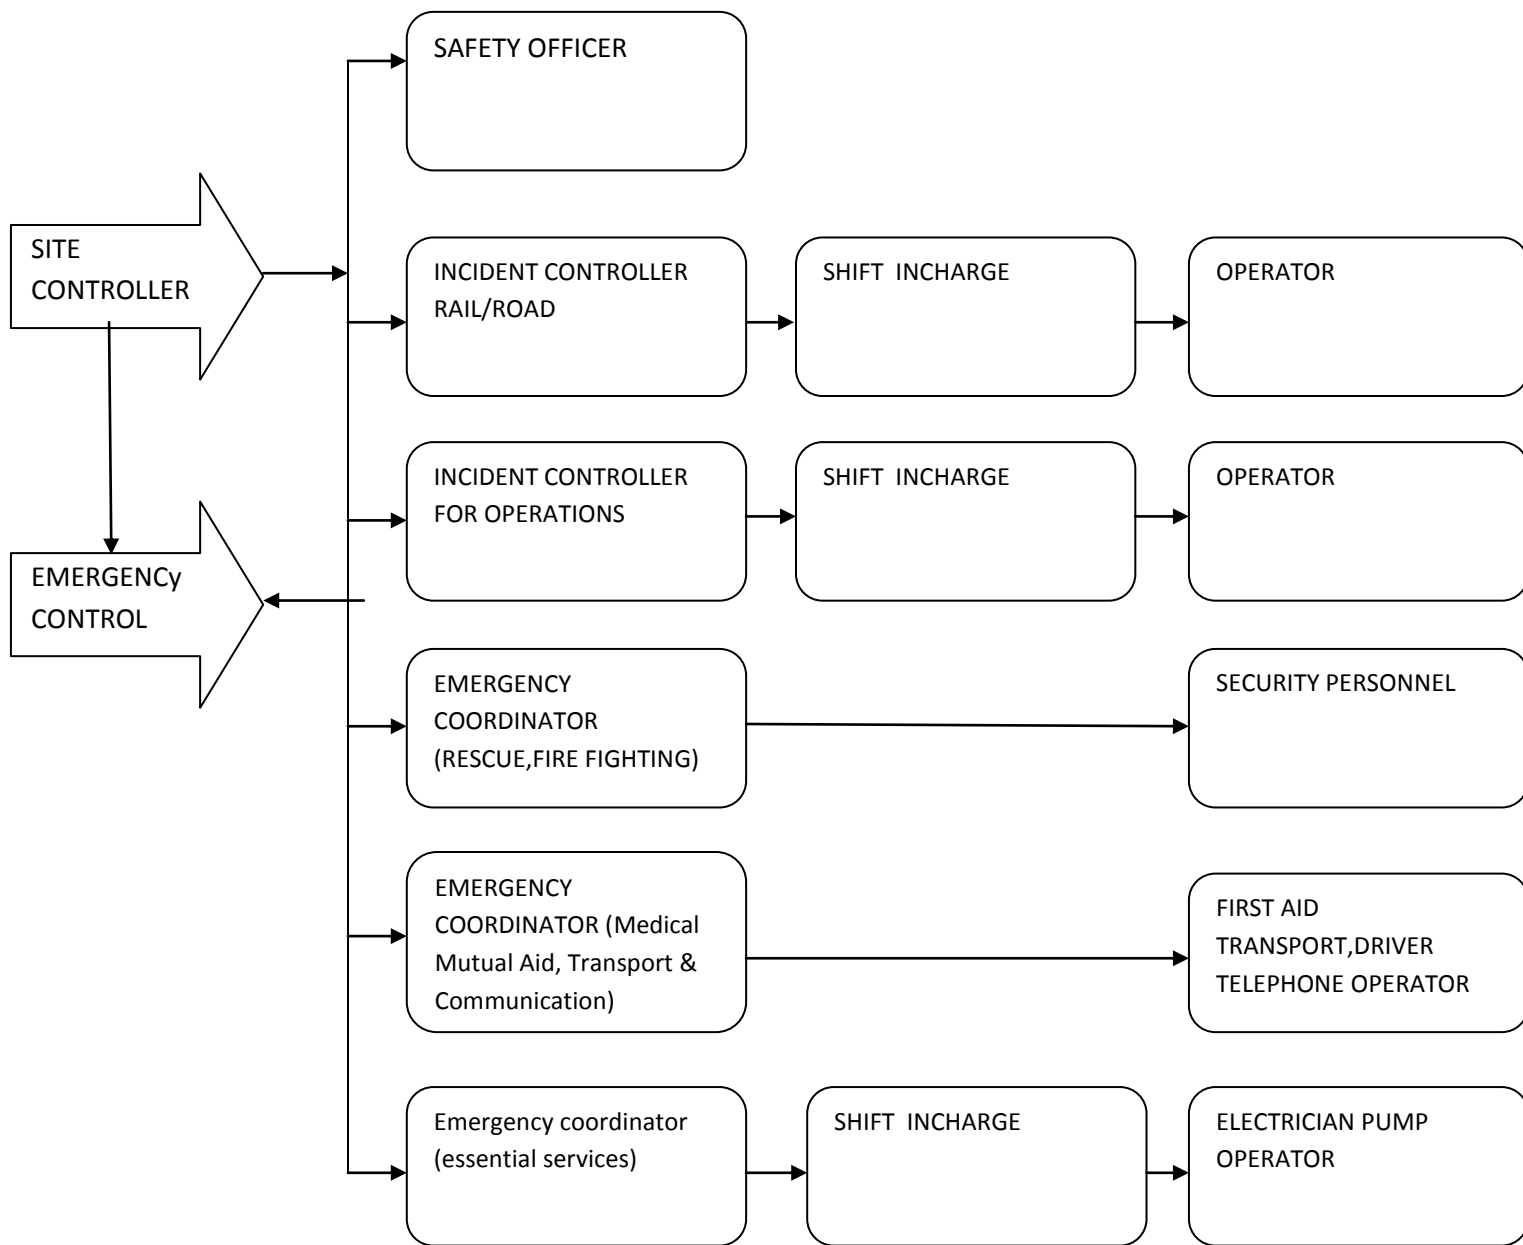 SAFETY OFFICER
SITE
CONTROLLER
INCIDENT CONTROLLER
RAIL/ROAD
SHIFT  INCHARGE
OPERATOR
INCIDENT CONTROLLER
FOR OPERATIONS
SHIFT  INCHARGE
OPERATOR
EMERGENCy
CONTROL
EMERGENCY
COORDINATOR
(RESCUE,FIRE FIGHTING)
SECURITY PERSONNEL
EMERGENCY
COORDINATOR (Medical
Mutual Aid, Transport &
Communication)
FIRST AID
TRANSPORT,DRIVER
TELEPHONE OPERATOR
Emergency coordinator
(essential services)
SHIFT  INCHARGE
ELECTRICIAN PUMP
OPERATOR